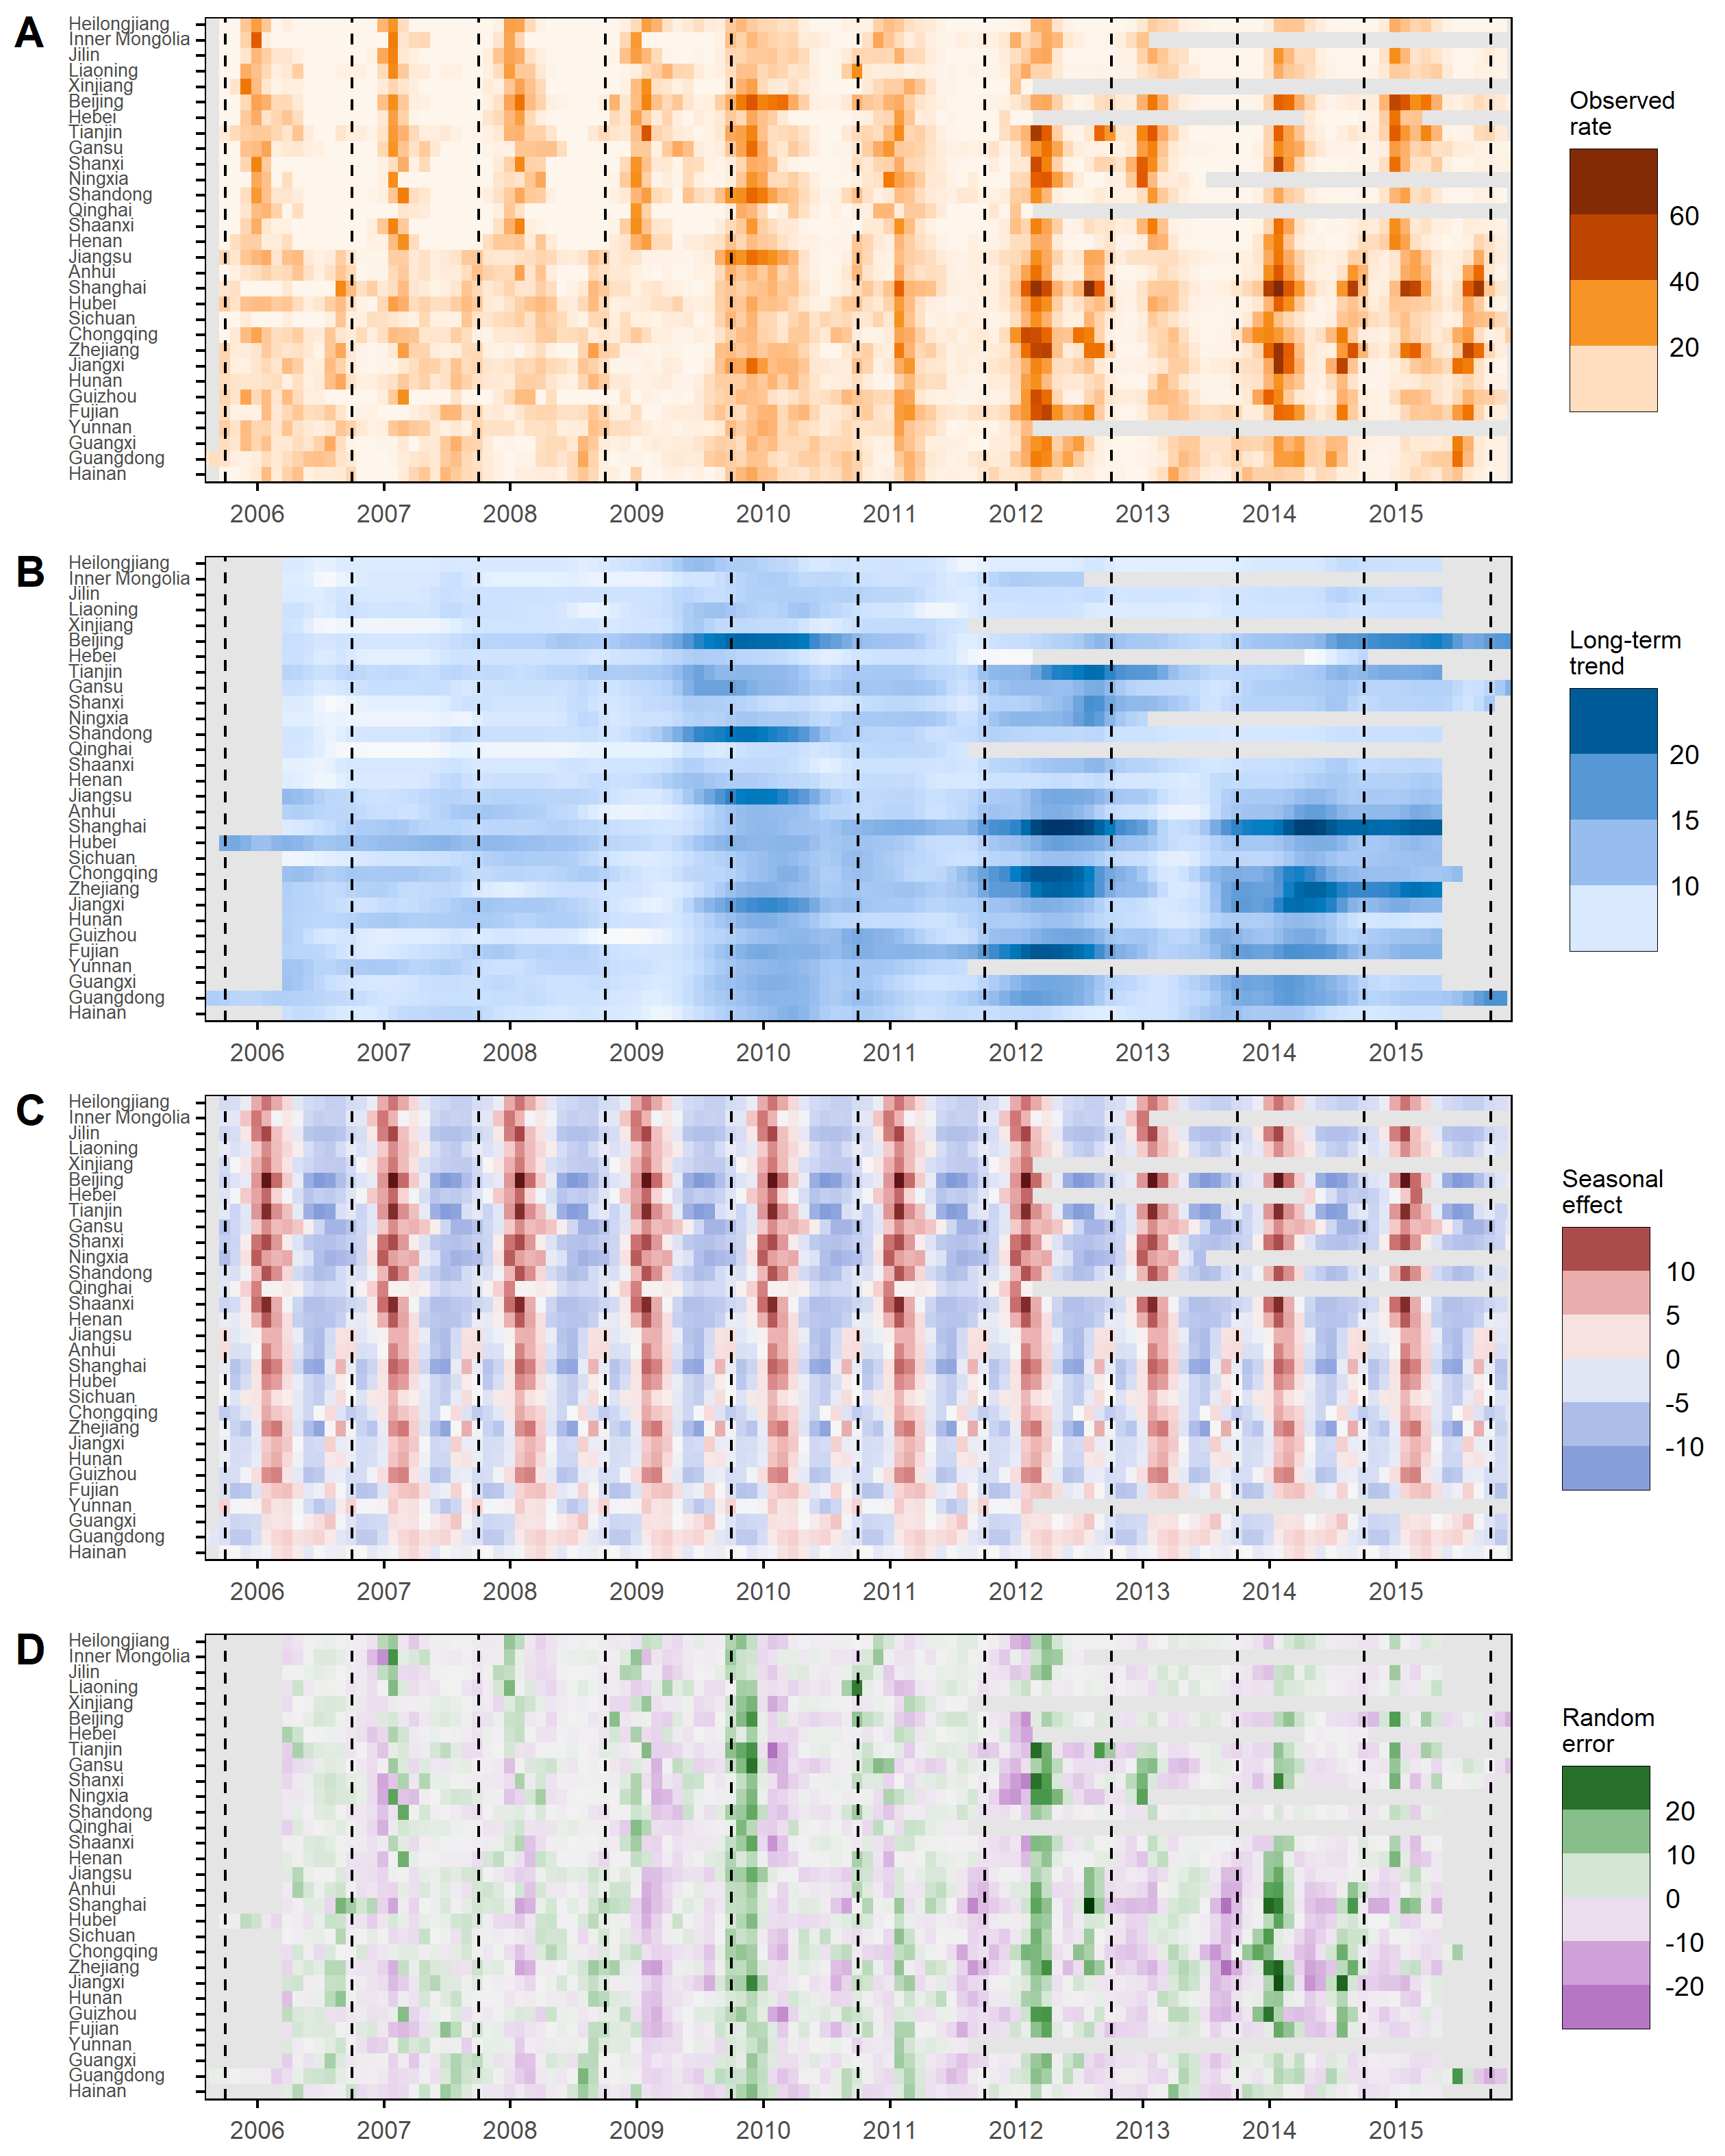 A
Heilongjiang
Inner Mongolia
Jilin
Liaoning
Xinjiang
Beijing
Hebei
Tianjin
Gansu
Shanxi
Ningxia
Shandong
Qinghai
Shaanxi
Henan
Jiangsu
Anhui
Shanghai
Hubei
Sichuan
Chongqing
Zhejiang
Jiangxi
Hunan
Guizhou
Fujian
Yunnan
Guangxi
Guangdong
Hainan
2006 2007 2008 2009 2010 2011 2012 2013 2014 2015
Observed
rate
60
40
20
B
Heilongjiang
Inner Mongolia
Jilin
Liaoning
Xinjiang
Beijing
Hebei
Tianjin
Gansu
Shanxi
Ningxia
Shandong
Qinghai
Shaanxi
Henan
Jiangsu
Anhui
Shanghai
Hubei
Sichuan
Chongqing
Zhejiang
Jiangxi
Hunan
Guizhou
Fujian
Yunnan
Guangxi
Guangdong
Hainan
2006 2007 2008 2009 2010 2011 2012 2013 2014 2015
Long-term
trend
20
15
10
C
Heilongjiang
Inner Mongolia
Jilin
Liaoning
Xinjiang
Beijing
Hebei
Tianjin
Gansu
Shanxi
Ningxia
Shandong
Qinghai
Shaanxi
Henan
Jiangsu
Anhui
Shanghai
Hubei
Sichuan
Chongqing
Zhejiang
Jiangxi
Hunan
Guizhou
Fujian
Yunnan
Guangxi
Guangdong
Hainan
2006 2007 2008 2009 2010 2011 2012 2013 2014 2015
Seasonal
effect
10
5
0
-5
-10
D
Heilongjiang
Inner Mongolia
Jilin
Liaoning
Xinjiang
Beijing
Hebei
Tianjin
Gansu
Shanxi
Ningxia
Shandong
Qinghai
Shaanxi
Henan
Jiangsu
Anhui
Shanghai
Hubei
Sichuan
Chongqing
Zhejiang
Jiangxi
Hunan
Guizhou
Fujian
Yunnan
Guangxi
Guangdong
Hainan
2006 2007 2008 2009 2010 2011 2012 2013 2014 2015
Random
error
20
10
0
-10
-20